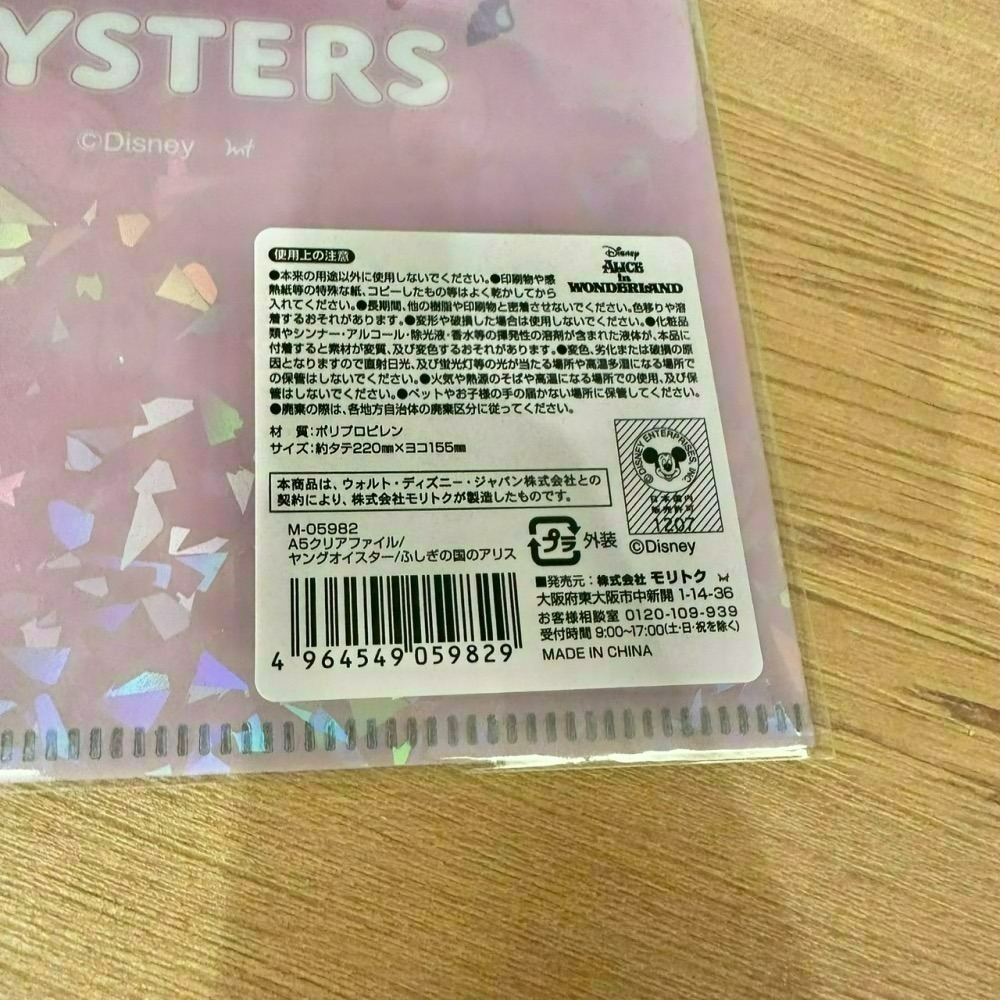 YSTERS
©Disney
使用上の注意
●本来の用途以外に使用しないでください。●印刷物や感
熱紙等の特殊な紙、コピーしたもの等はよく乾かしてから
入れてください。●長期間、他の樹脂や印刷物と密着させないでください。色移りや溶
着するおそれがあります。●変形や破損した場合は使用しないでください。●化粧品
類やシンナー・アルコール・除光液・香水等の揮発性の溶剤が含まれた液体が、本品に
付着すると素材が変質、及び変色するおそれがあります。●変色、劣化または破損の原
因となりますので直射日光、及び蛍光灯等の光が当たる場所や高温多湿になる場所で
の保管はしないでください。●火気や熱源のそばや高温になる場所での使用、及び保
管はしないでください。●ペットやお子様の手の届かない場所に保管してください。
●廃棄の際は、各地方自治体の廃棄区分に従ってください。
Disney
ALICE
in
WONDERLAND
材 質:ポリプロピレン
サイズ:約タテ220㎜×ヨコ155㎜
本商品は、ウォルト・ディズニー・ジャパン株式会社との
契約により、株式会社モリトクが製造したものです。
© DISNEY ENTERPRISES, INC.
日本国内
販売許可
1207
©Disney
M-05982
A5クリアファイル/
ヤングオイスター/ふしぎの国のアリス
プラ 外装
4 964549 059829
■発売元:株式会社 モリトク
大阪府東大阪市中新開 1-14-36
お客様相談室 0120-109-939
受付時間 9:00~17:00(土・日・祝を除く)
MADE IN CHINA